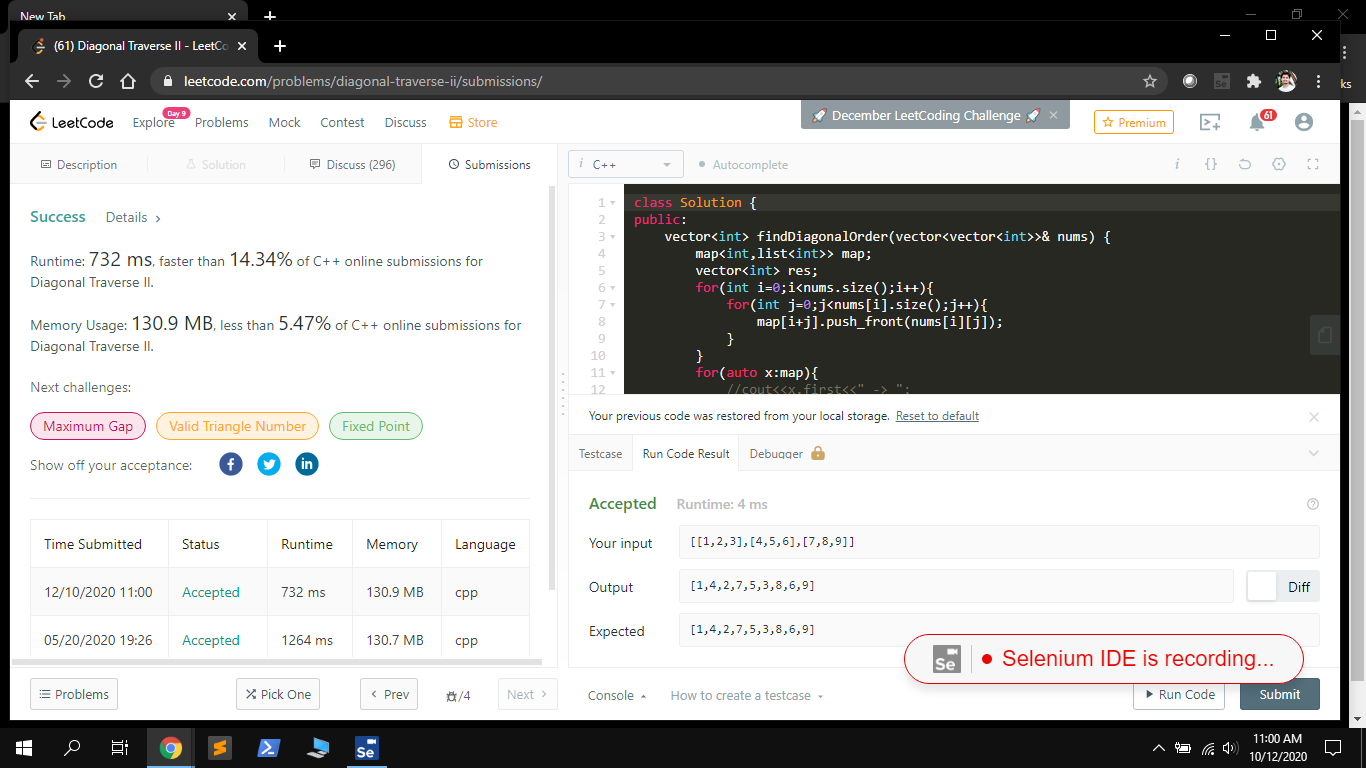 New Tab
(61) Diagonal Traverse II - LeetCo
leetcode.com/problems/diagonal-traverse-ii/submissions/
ks
LeetCode Explore Day 9 Problems Mock Contest Discuss Store
🚀 December LeetCoding Challenge 🚀 ×
Premium
61
Description Solution Discuss (296) Submissions
i C++ Autocomplete
Success Details >
Runtime: 732 ms, faster than 14.34% of C++ online submissions for
Diagonal Traverse II.
Memory Usage: 130.9 MB, less than 5.47% of C++ online submissions for
Diagonal Traverse II.
Next challenges:
Maximum Gap Valid Triangle Number Fixed Point
Show off your acceptance:
Time Submitted Status Runtime Memory Language
12/10/2020 11:00 Accepted 732 ms 130.9 MB cpp
05/20/2020 19:26 Accepted 1264 ms 130.7 MB cpp
Problems Pick One < Prev /4 Next >
1 class Solution {
2 public:
3 vector<int> findDiagonalOrder(vector<vector<int>>& nums) {
4 map<int,list<int>> map;
5 vector<int> res;
6 for(int i=0;i<nums.size();i++){
7 for(int j=0;j<nums[i].size();j++){
8 map[i+j].push_front(nums[i][j]);
9 }
10 }
11 for(auto x:map){
12 //cout<<x.first<<" -> ";
Your previous code was restored from your local storage. Reset to default
Testcase Run Code Result Debugger
Accepted Runtime: 4 ms
Your input [[1,2,3],[4,5,6],[7,8,9]]
Output [1,4,2,7,5,3,8,6,9] Diff
Expected [1,4,2,7,5,3,8,6,9]
Se Selenium IDE is recording...
Console How to create a testcase Run Code Submit
Se
11:00 AM
10/12/2020